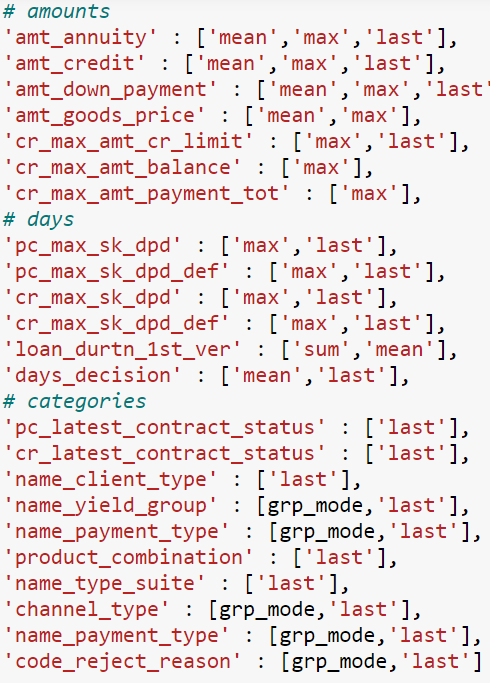 # amounts
'amt_annuity' : ['mean','max','last'],
'amt_credit' : ['mean','max','last'],
'amt_down_payment' : ['mean','max','last'
'amt_goods_price' : ['mean','max'],
'cr_max_amt_cr_limit' : ['max','last'],
'cr_max_amt_balance' : ['max'],
'cr_max_amt_payment_tot' : ['max'],
# days
'pc_max_sk_dpd' : ['max','last'],
'pc_max_sk_dpd_def' : ['max','last'],
'cr_max_sk_dpd' : ['max','last'],
'cr_max_sk_dpd_def' : ['max','last'],
'loan_durtn_1st_ver' : ['sum','mean'],
'days_decision' : ['mean','last'],
# categories
'pc_latest_contract_status' : ['last'],
'cr_latest_contract_status' : ['last'],
'name_client_type' : ['last'],
'name_yield_group' : [grp_mode,'last'],
'name_payment_type' : [grp_mode,'last'],
'product_combination' : ['last'],
'name_type_suite' : ['last'],
'channel_type' : [grp_mode,'last'],
'name_payment_type' : [grp_mode,'last'],
'code_reject_reason' : [grp_mode,'last']